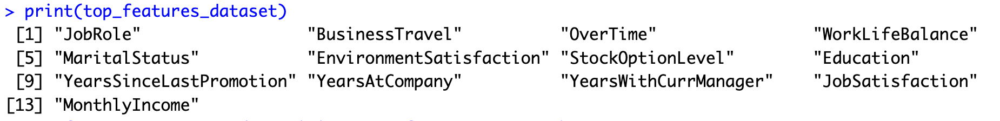 > print(top_features_dataset)
[1] "JobRole" "BusinessTravel" "OverTime" "WorkLifeBalance"
[5] "MaritalStatus" "EnvironmentSatisfaction" "StockOptionLevel" "Education"
[9] "YearsSinceLastPromotion" "YearsAtCompany" "YearsWithCurrManager" "JobSatisfaction"
[13] "MonthlyIncome"